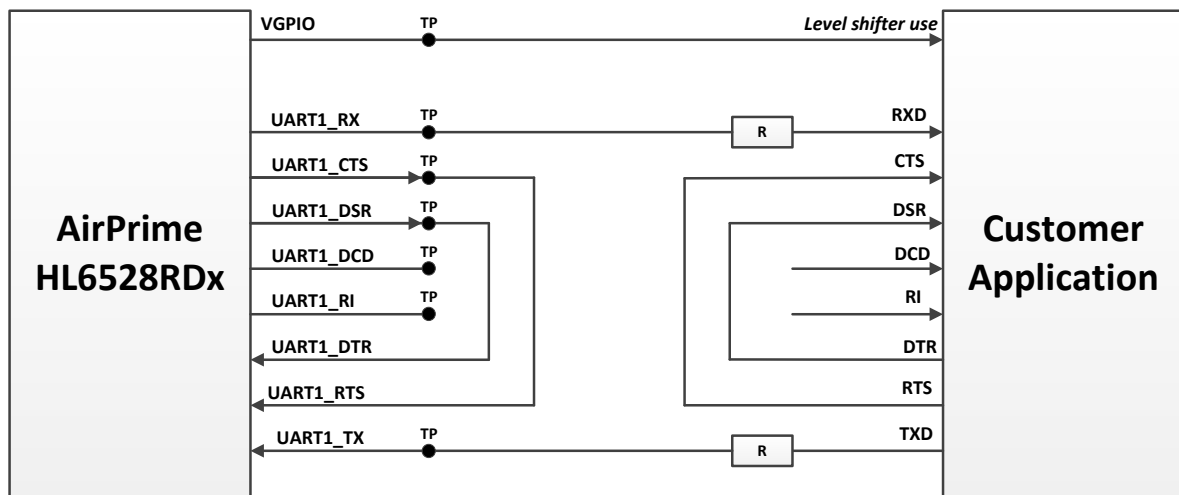 VGPIO
TP
Level shifter use
UART1_RX
TP
R
RXD
UART1_CTS
TP
CTS
UART1_DSR
TP
DSR
AirPrime
HL6528RDx
Customer
Application
UART1_DCD
TP
DCD
UART1_RI
TP
RI
UART1_DTR
DTR
UART1_RTS
RTS
UART1_TX
TP
R
TXD